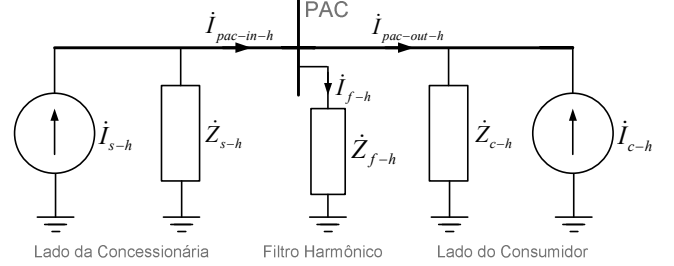 PAC
İpac−in−h
İpac−out−h
İf−h
İs−h
Żs−h
Żf−h
Żc−h
İc−h
Lado da Concessionária
Filtro Harmônico
Lado do Consumidor